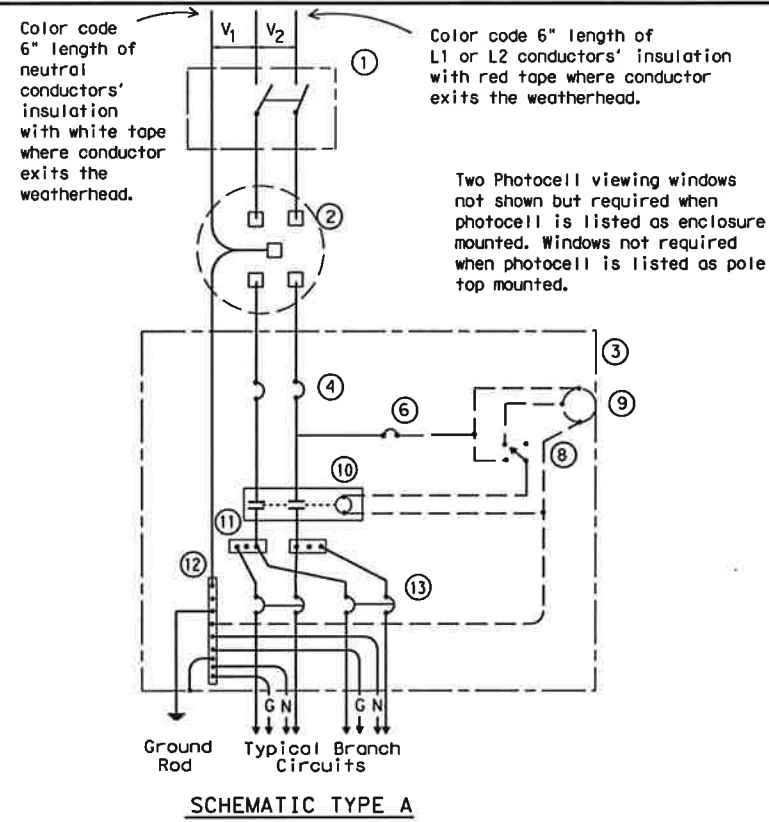 Color code
6" length of
neutral
conductors'
insulation
with white tape
where conductor
exits the
weatherhead.
V1
V2
Color code 6" length of
L1 or L2 conductors' insulation
with red tape where conductor
exits the weatherhead.
1
Two Photocell viewing windows
not shown but required when
photocell is listed as enclosure
mounted. Windows not required
when photocell is listed as pole
top mounted.
2
3
4
6
9
8
10
11
12
13
G N
G N
Ground
Rod
Typical Branch
Circuits
SCHEMATIC TYPE A